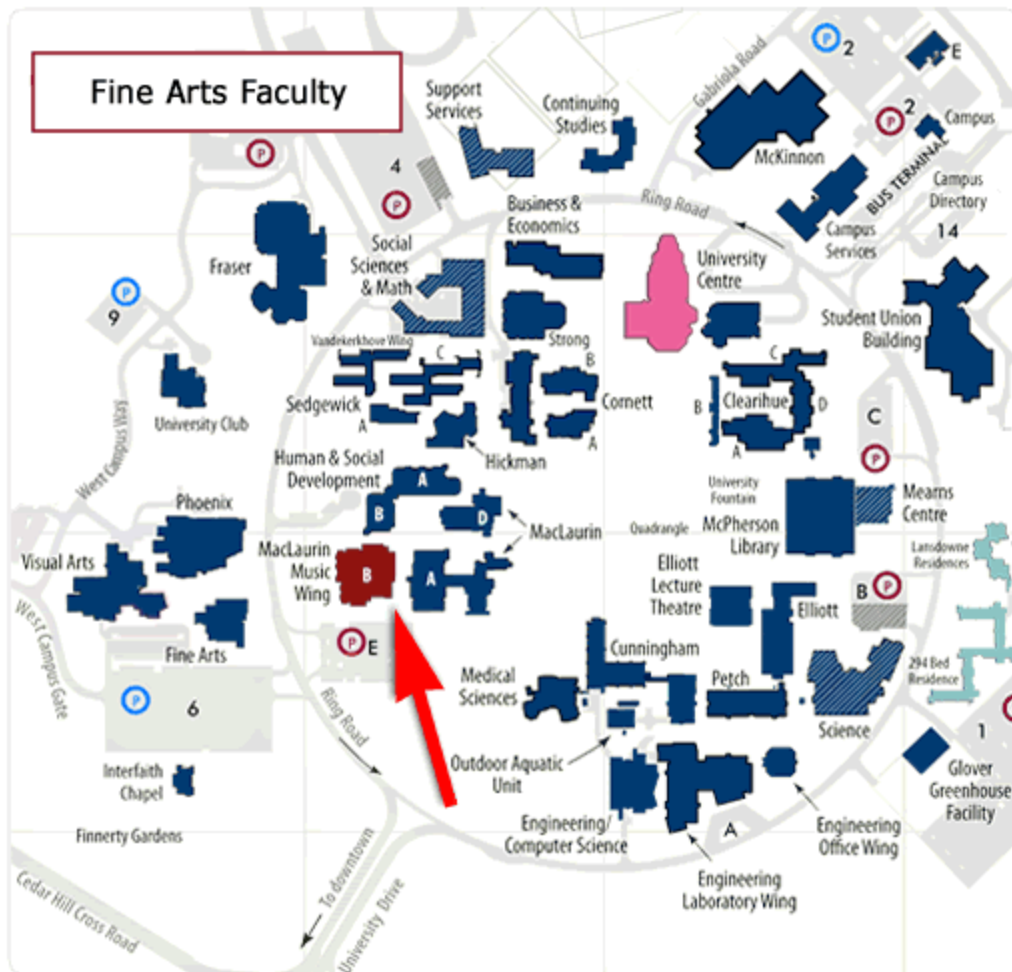 Fine Arts Faculty
4
Support
Services
Continuing
Studies
Gabriola Road
2
E
2
McKinnon
Campus
BUS TERMINAL
Campus
Directory
Campus
Services
14
Ring Road
Business &
Economics
Social
Sciences
& Math
Fraser
University
Centre
Student Union
Building
9
Vandekerkhove Wing
Strong
C
B
C
Sedgewick
Cornett
B
Clearihue
D
C
A
A
A
University Club
Hickman
West Campus Way
Human & Social
Development
A
B
D
MacLaurin
University
Fountain
Quadrangle
McPherson
Library
Mearns
Centre
Phoenix
Visual Arts
MacLaurin
Music
Wing
B
A
Elliott
Lecture
Theatre
Elliott
B
Lansdowne
Residences
West Campus Gate
Fine Arts
E
Cunningham
294 Bed
Residence
6
Ring Road
Medical
Sciences
Petch
Science
1
Interfaith
Chapel
Outdoor Aquatic
Unit
Glover
Greenhouse
Facility
Finnerty Gardens
Engineering/
Computer Science
A
Engineering
Office Wing
Engineering
Laboratory Wing
To downtown
University Drive
Cedar Hill Cross Road
P
P
P
P
P
P
P
P
P